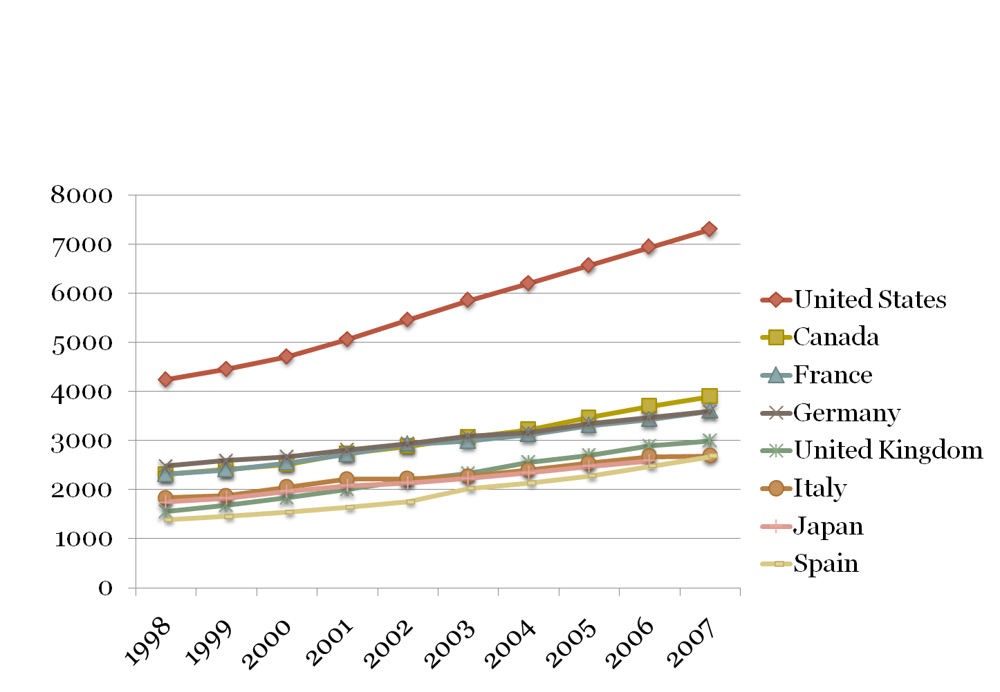 8000
7000
6000
5000
4000
3000
2000
1000
0
1998
1999
2000
2001
2002
2003
2004
2005
2006
2007
United States
Canada
France
Germany
United Kingdom
Italy
Japan
Spain